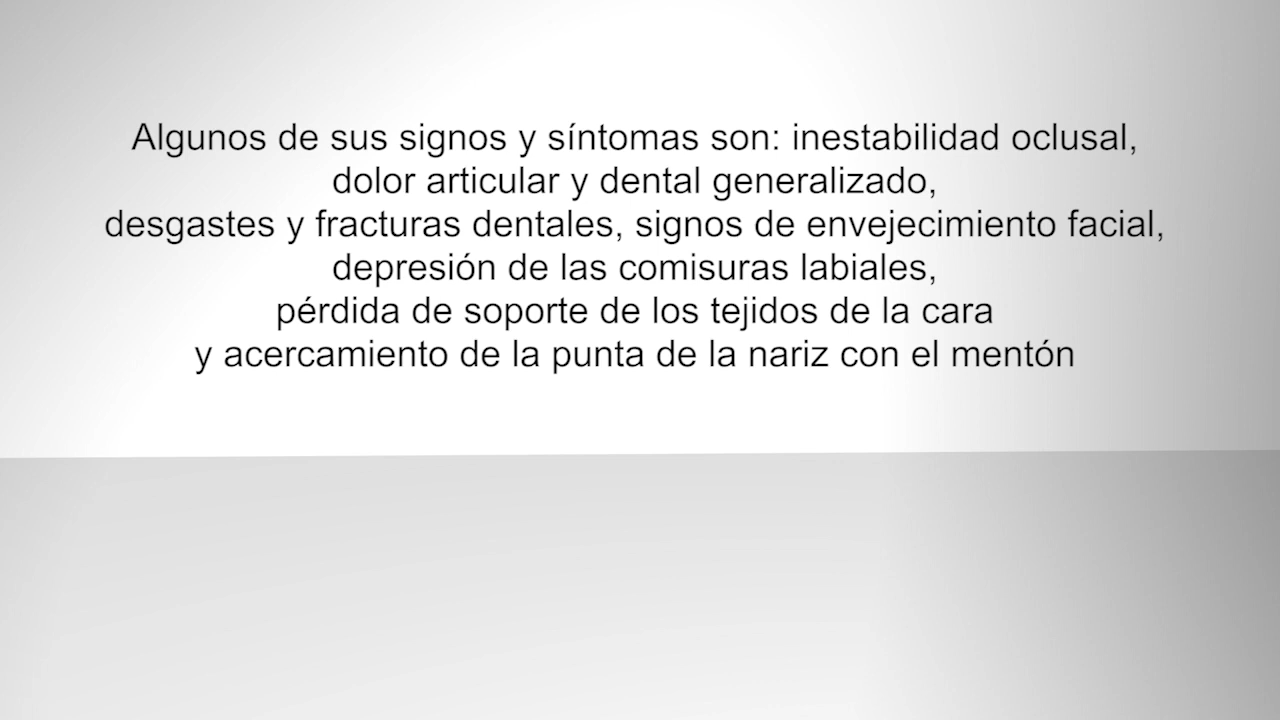 Algunos de sus signos y síntomas son: inestabilidad oclusal,
dolor articular y dental generalizado,
desgastes y fracturas dentales, signos de envejecimiento facial,
depresión de las comisuras labiales,
pérdida de soporte de los tejidos de la cara
y acercamiento de la punta de la nariz con el mentón